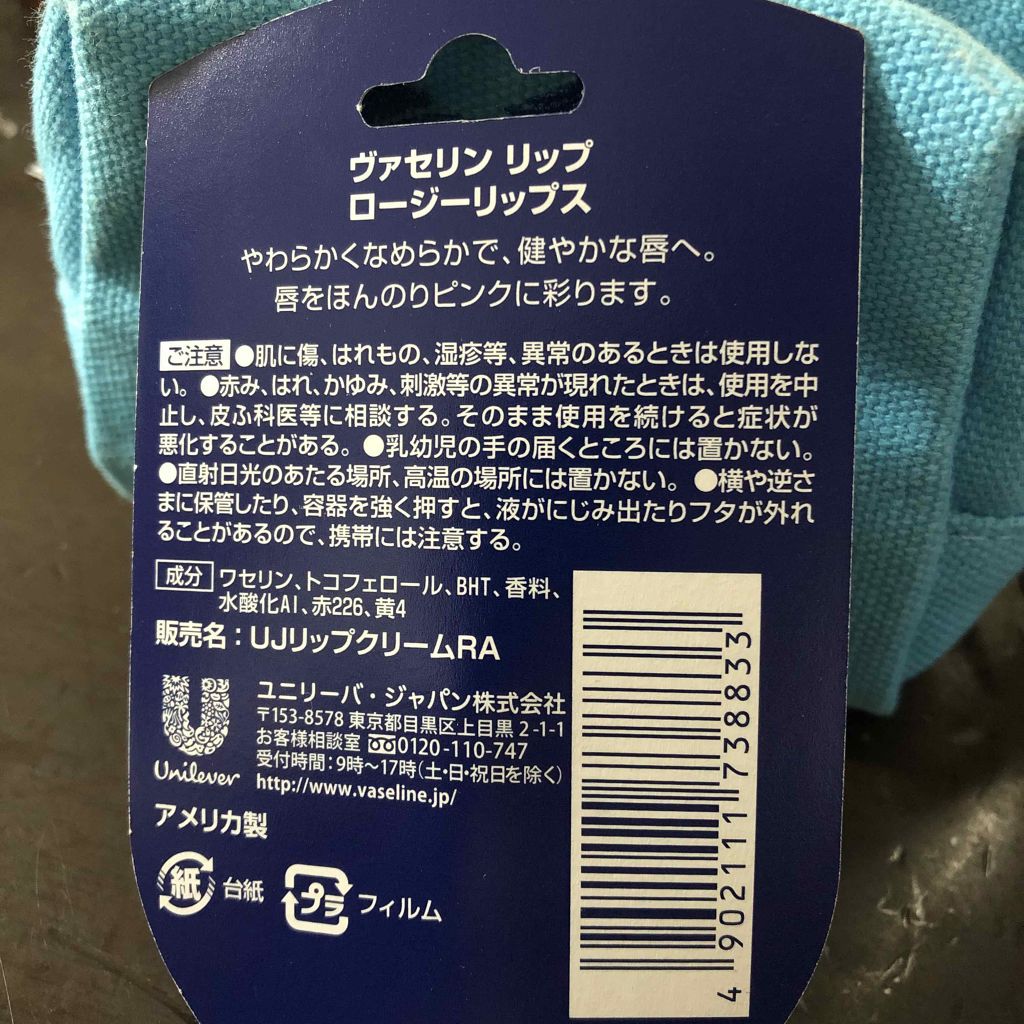 ヴァセリン リップ
ロージーリップス
やわらかくなめらかで、健やかな唇へ。
唇をほんのりピンクに彩ります。
ご注意 ●肌に傷、はれもの、湿疹等、異常のあるときは使用しな
い。 ●赤み、はれ、かゆみ、刺激等の異常が現れたときは、使用を中
止し、皮ふ科医等に相談する。そのまま使用を続けると症状が
悪化することがある。 ●乳幼児の手の届くところには置かない。
●直射日光のあたる場所、高温の場所には置かない。 ●横や逆さ
まに保管したり、容器を強く押すと、液がにじみ出たりフタが外れ
ることがあるので、携帯には注意する。
成分 ワセリン、トコフェロール、BHT、香料、
水酸化Al、赤226、黄4
販売名：UJリップクリームRA
Unilever
ユニリーバ・ジャパン株式会社
〒153-8578 東京都目黒区上目黒 2-1-1
お客様相談室 0120-110-747
受付時間：9時〜17時（土・日・祝日を除く）
http://www.vaseline.jp/
アメリカ製
紙 台紙 プラ フィルム
4 902111 738833